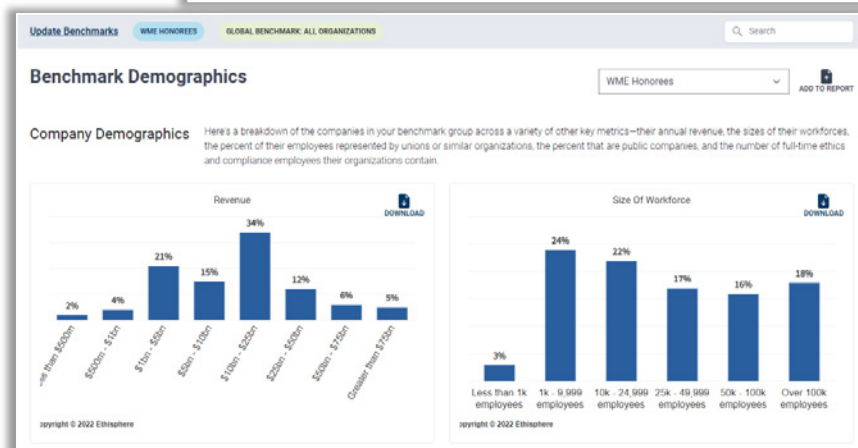 Update Benchmarks WME HONOREES GLOBAL BENCHMARK: ALL ORGANIZATIONS Search
Benchmark Demographics WME Honorees ADD TO REPORT
Company Demographics Here's a breakdown of the companies in your benchmark group across a variety of other key metrics—their annual revenue, the sizes of their workforces,
the percent of their employees represented by unions or similar organizations, the percent that are public companies, and the number of full-time ethics
and compliance employees their organizations contain.
Revenue
DOWNLOAD
2% 4% 21% 15% 34% 12% 6% 5%
ss than $500m $500m - $1bn $1bn - $5bn $5bn - $10bn $10bn - $25bn $25bn - $50bn $50bn - $75bn Greater than $75bn
opyright © 2022 Ethisphere
Size Of Workforce
DOWNLOAD
3% 24% 22% 17% 16% 18%
Less than 1k 1k - 9,999 10k - 24,999 25k - 49,999 50k - 100k Over 100k
employees employees employees employees employees employees
opyright © 2022 Ethisphere